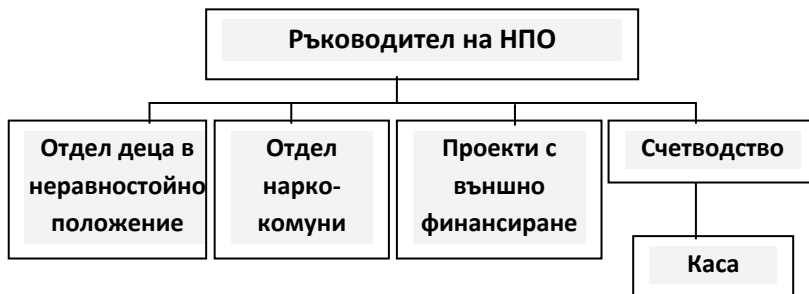 Ръководител на НПО
Отдел деца в
неравностойно
положение
Отдел
нарко-
комуни
Проекти с
външно
финансиране
Счетводство
Каса